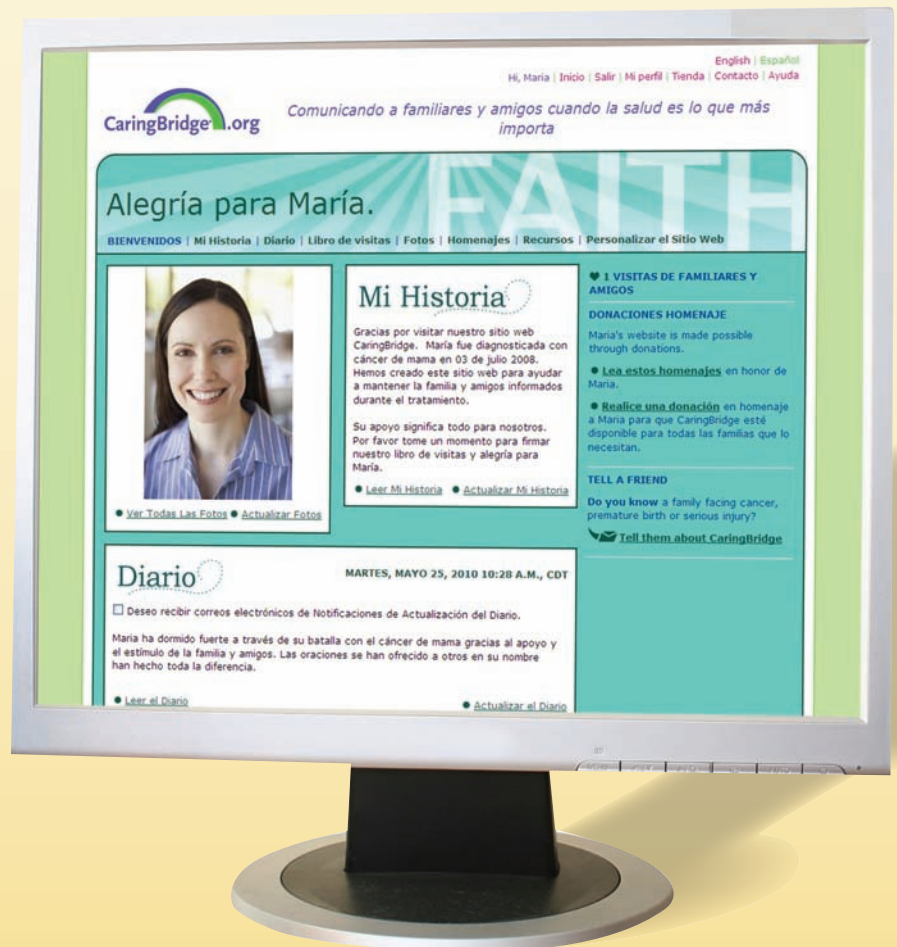 English | Español
Hi, Maria | Inicio | Salir | Mi perfil | Tienda | Contacto | Ayuda
CaringBridge.org
Comunicando a familiares y amigos cuando la salud es lo que más
importa
FAITH
Alegría para María.
BIENVENIDOS | Mi Historia | Diario | Libro de visitas | Fotos | Homenajes | Recursos | Personalizar el Sitio Web
Ver Todas Las Fotos
Actualizar Fotos
Mi Historia
Gracias por visitar nuestro sitio web
CaringBridge. María fue diagnosticada con
cáncer de mama en 03 de julio 2008.
Hemos creado este sitio web para ayudar
a mantener la familia y amigos informados
durante el tratamiento.
Su apoyo significa todo para nosotros.
Por favor tome un momento para firmar
nuestro libro de visitas y alegría para
María.
Leer Mi Historia
Actualizar Mi Historia
1 VISITAS DE FAMILIARES Y
AMIGOS
DONACIONES HOMENAJE
Maria's website is made possible
through donations.
Lea estos homenajes en honor de
Maria.
Realice una donación en homenaje
a Maria para que CaringBridge esté
disponible para todas las familias que lo
necesitan.
TELL A FRIEND
Do you know a family facing cancer,
premature birth or serious injury?
Tell them about CaringBridge
Diario
MARTES, MAYO 25, 2010 10:28 A.M., CDT
Deseo recibir correos electrónicos de Notificaciones de Actualización del Diario.
Maria ha dormido fuerte a través de su batalla con el cáncer de mama gracias al apoyo y
el estímulo de la familia y amigos. Las oraciones se han ofrecido a otros en su nombre
han hecho toda la diferencia.
Leer el Diario
Actualizar el Diario